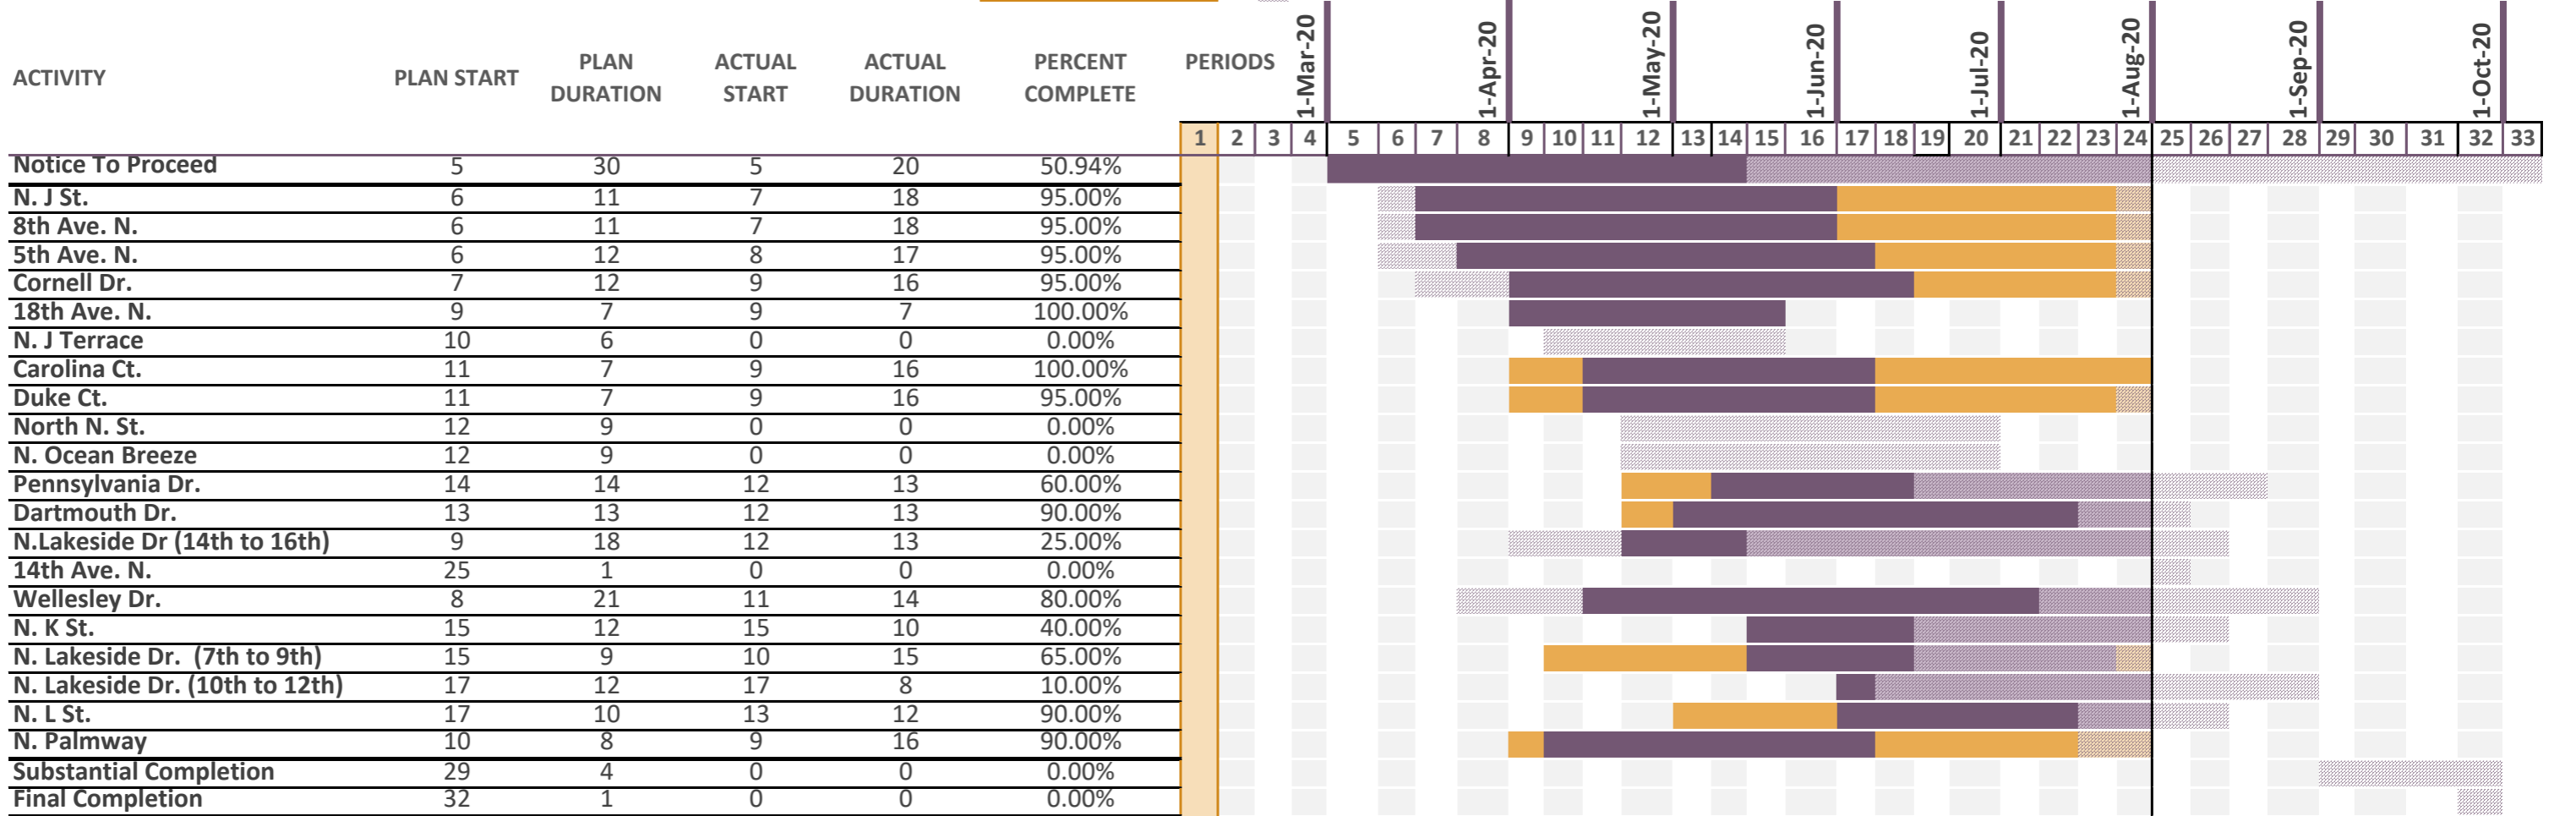 ACTIVITY PLAN START PLAN DURATION ACTUAL START ACTUAL DURATION PERCENT COMPLETE PERIODS 1-Mar-20 1-Apr-20 1-May-20 1-Jun-20 1-Jul-20 1-Aug-20 1-Sep-20 1-Oct-20
1 2 3 4 5 6 7 8 9 10 11 12 13 14 15 16 17 18 19 20 21 22 23 24 25 26 27 28 29 30 31 32 33
Notice To Proceed 5 30 5 20 50.94%
N. J St. 6 11 7 18 95.00%
8th Ave. N. 6 11 7 18 95.00%
5th Ave. N. 6 12 8 17 95.00%
Cornell Dr. 7 12 9 16 95.00%
18th Ave. N. 9 7 9 7 100.00%
N. J Terrace 10 6 0 0 0.00%
Carolina Ct. 11 7 9 16 100.00%
Duke Ct. 11 7 9 16 95.00%
North N. St. 12 9 0 0 0.00%
N. Ocean Breeze 12 9 0 0 0.00%
Pennsylvania Dr. 14 14 12 13 60.00%
Dartmouth Dr. 13 13 12 13 90.00%
N.Lakeside Dr (14th to 16th) 9 18 12 13 25.00%
14th Ave. N. 25 1 0 0 0.00%
Wellesley Dr. 8 21 11 14 80.00%
N. K St. 15 12 15 10 40.00%
N. Lakeside Dr. (7th to 9th) 15 9 10 15 65.00%
N. Lakeside Dr. (10th to 12th) 17 12 17 8 10.00%
N. L St. 17 10 13 12 90.00%
N. Palmway 10 8 9 16 90.00%
Substantial Completion 29 4 0 0 0.00%
Final Completion 32 1 0 0 0.00%